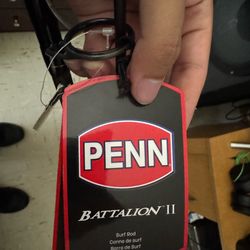 PENN
BATTALION II
Surf Rod
Canne de surf
Barra de Surf